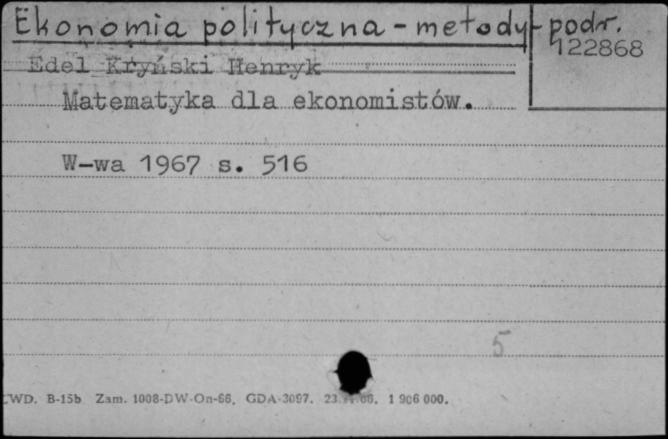 Ekonomia polityczna - metody - podr.
122868
Edel Kryński Henryk
Matematyka dla ekonomistów.
W-wa 1967 s. 516
5
WD. B-15b Zam. 1008-DW-On-66, GDA-3097. 1 906 000.